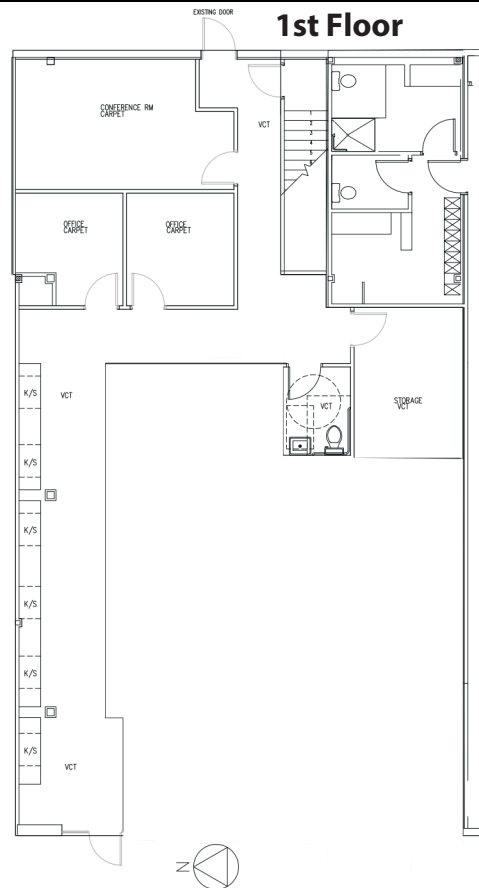 EXISTING DOOR
1st Floor
CONFERENCE RM
CARPET
VCT
1
2
3
4
5
OFFICE
CARPET
OFFICE
CARPET
K/S
VCT
STORAGE
VCT
VCT
K/S
K/S
K/S
K/S
K/S
VCT
N